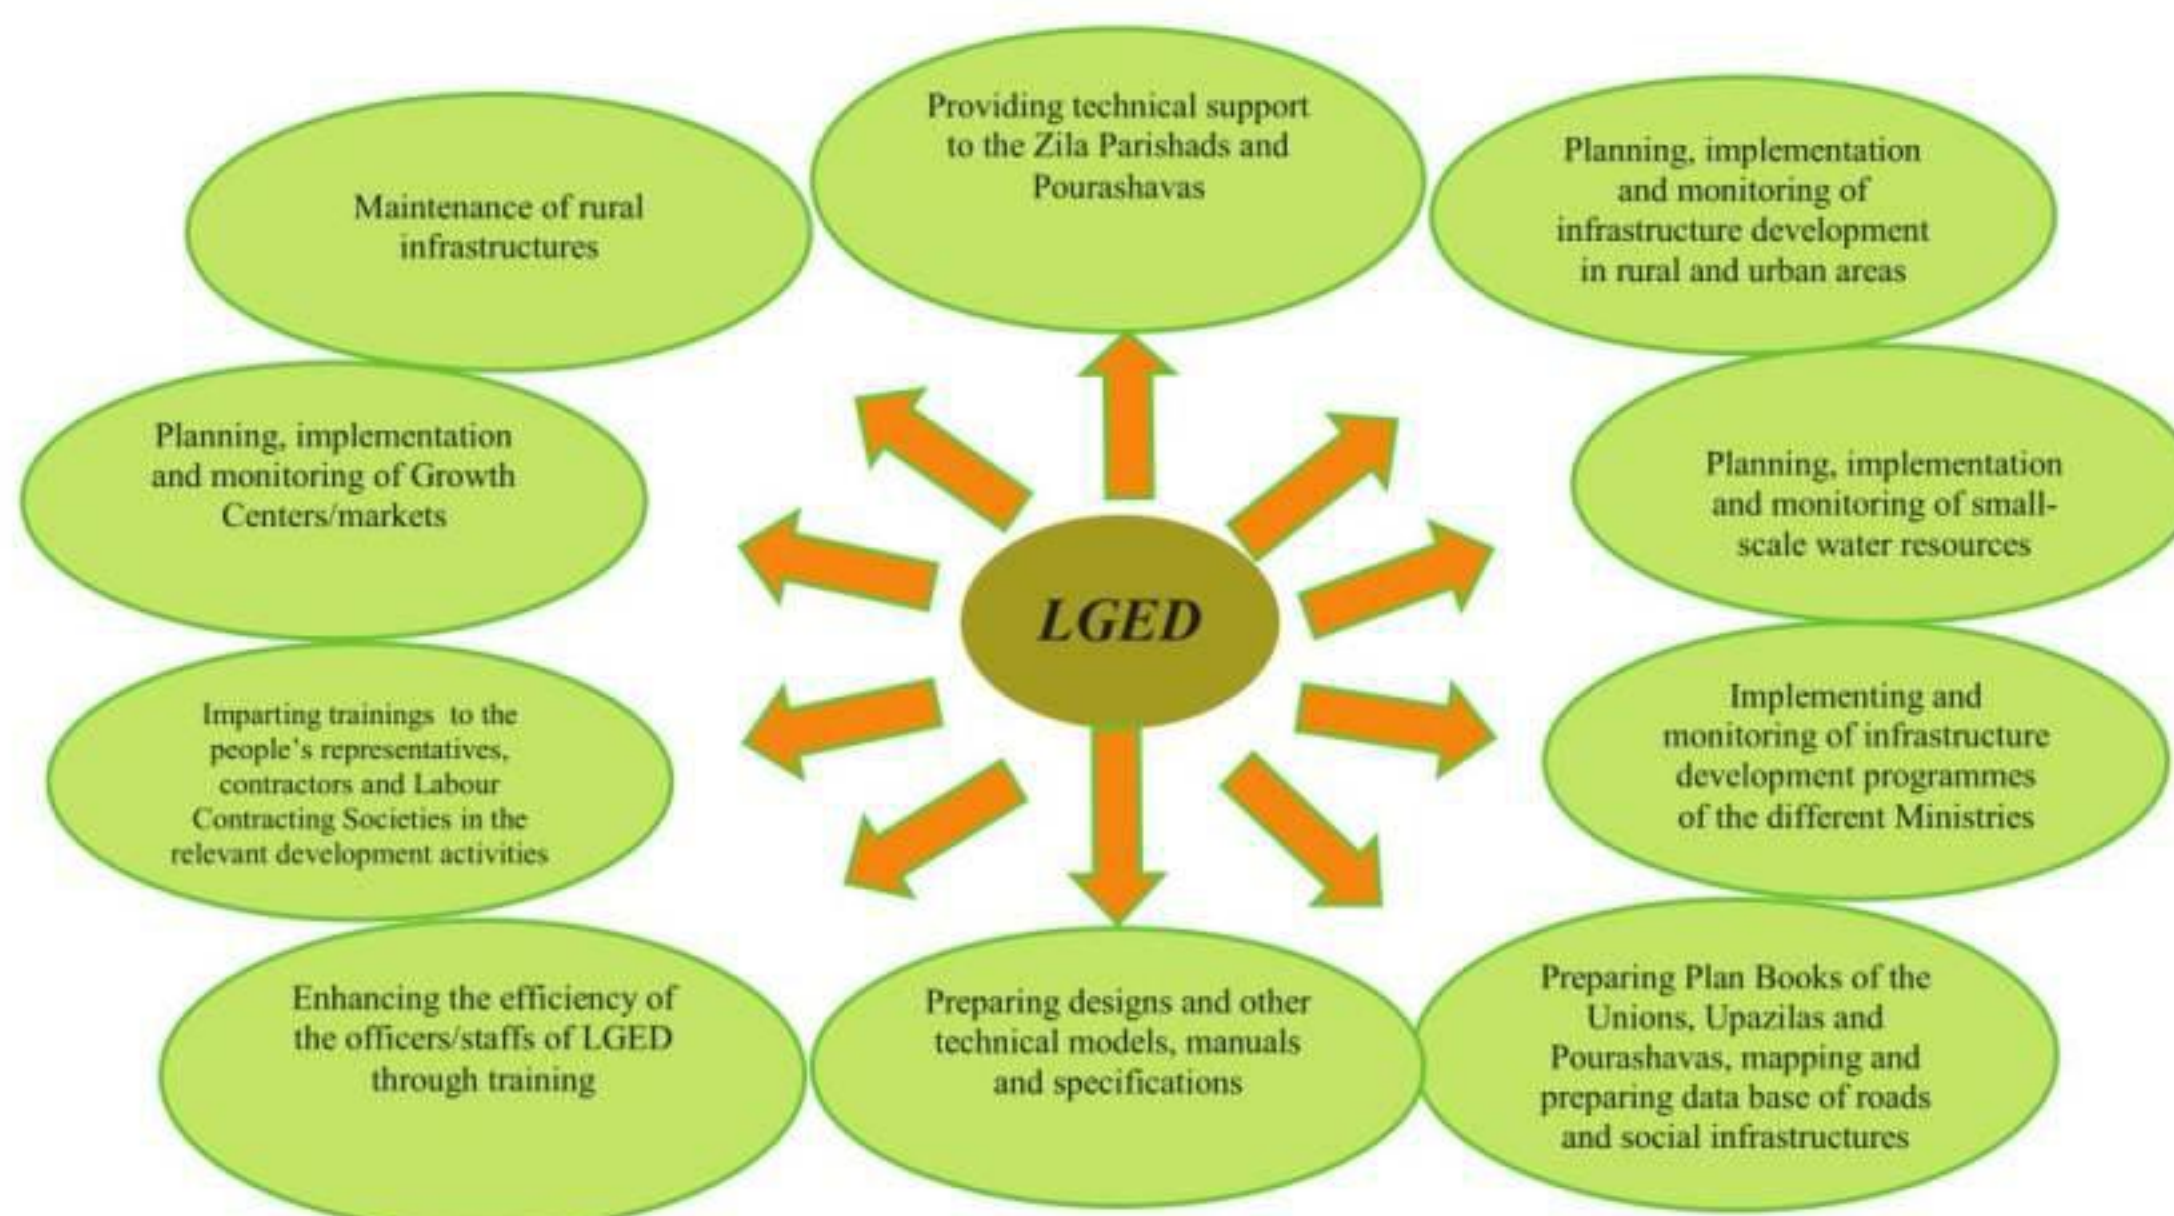 Providing technical support
to the Zila Parishads and
Pourashavas
Planning, implementation
and monitoring of
infrastructure development
in rural and urban areas
Planning, implementation
and monitoring of small-
scale water resources
Implementing and
monitoring of infrastructure
development programmes
of the different Ministries
Preparing Plan Books of the
Unions, Upazilas and
Pourashavas, mapping and
preparing data base of roads
and social infrastructures
Preparing designs and other
technical models, manuals
and specifications
Enhancing the efficiency of
the officers/staffs of LGED
through training
Imparting trainings to the
people's representatives,
contractors and Labour
Contracting Societies in the
relevant development activities
Planning, implementation
and monitoring of Growth
Centers/markets
Maintenance of rural
infrastructures
LGED